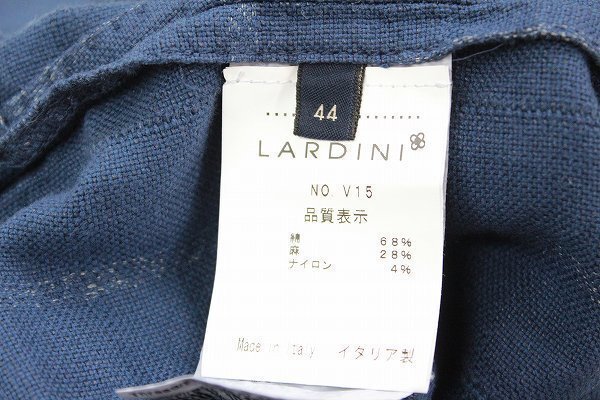 44
LARDINI
NO. V15
品質表示
綿 68%
麻 28%
ナイロン 4%
Made in Italy イタリア製